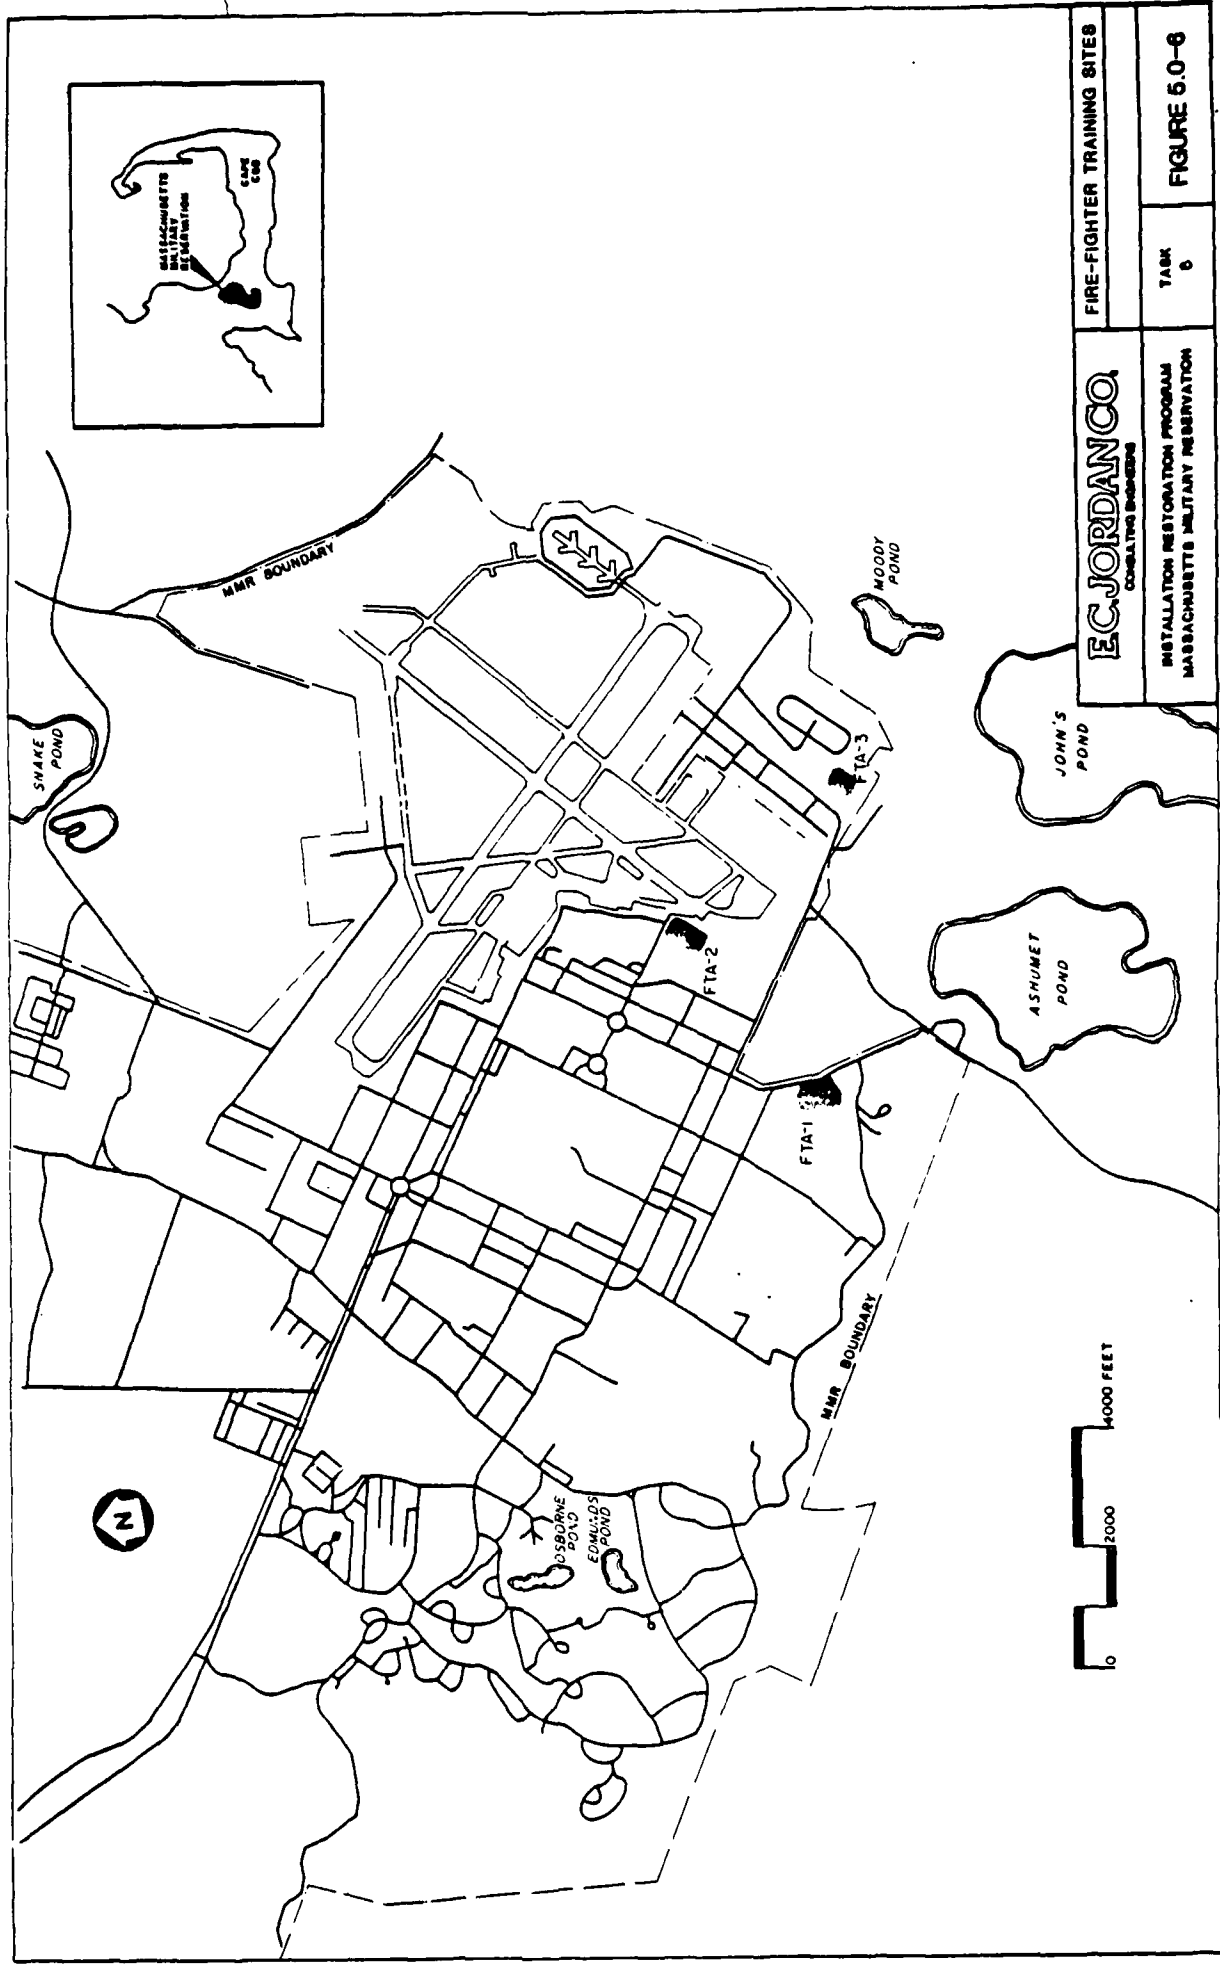 MASSACHUSETTS
MILITARY
RESERVATION
CAPE
COD
SNAKE
POND
MMR BOUNDARY
MOODY
POND
JOHN'S
POND
ASHUMET
POND
FTA-3
FTA-2
FTA-1
MMR BOUNDARY
OSBORNE
POND
EDMUNDS
POND
N
0 2000 4000 FEET
E.C.JORDANCO.
CONSULTING ENGINEERS
FIRE-FIGHTER TRAINING SITES
INSTALLATION RESTORATION PROGRAM
MASSACHUSETTS MILITARY RESERVATION
TASK
6
FIGURE 5.0-6